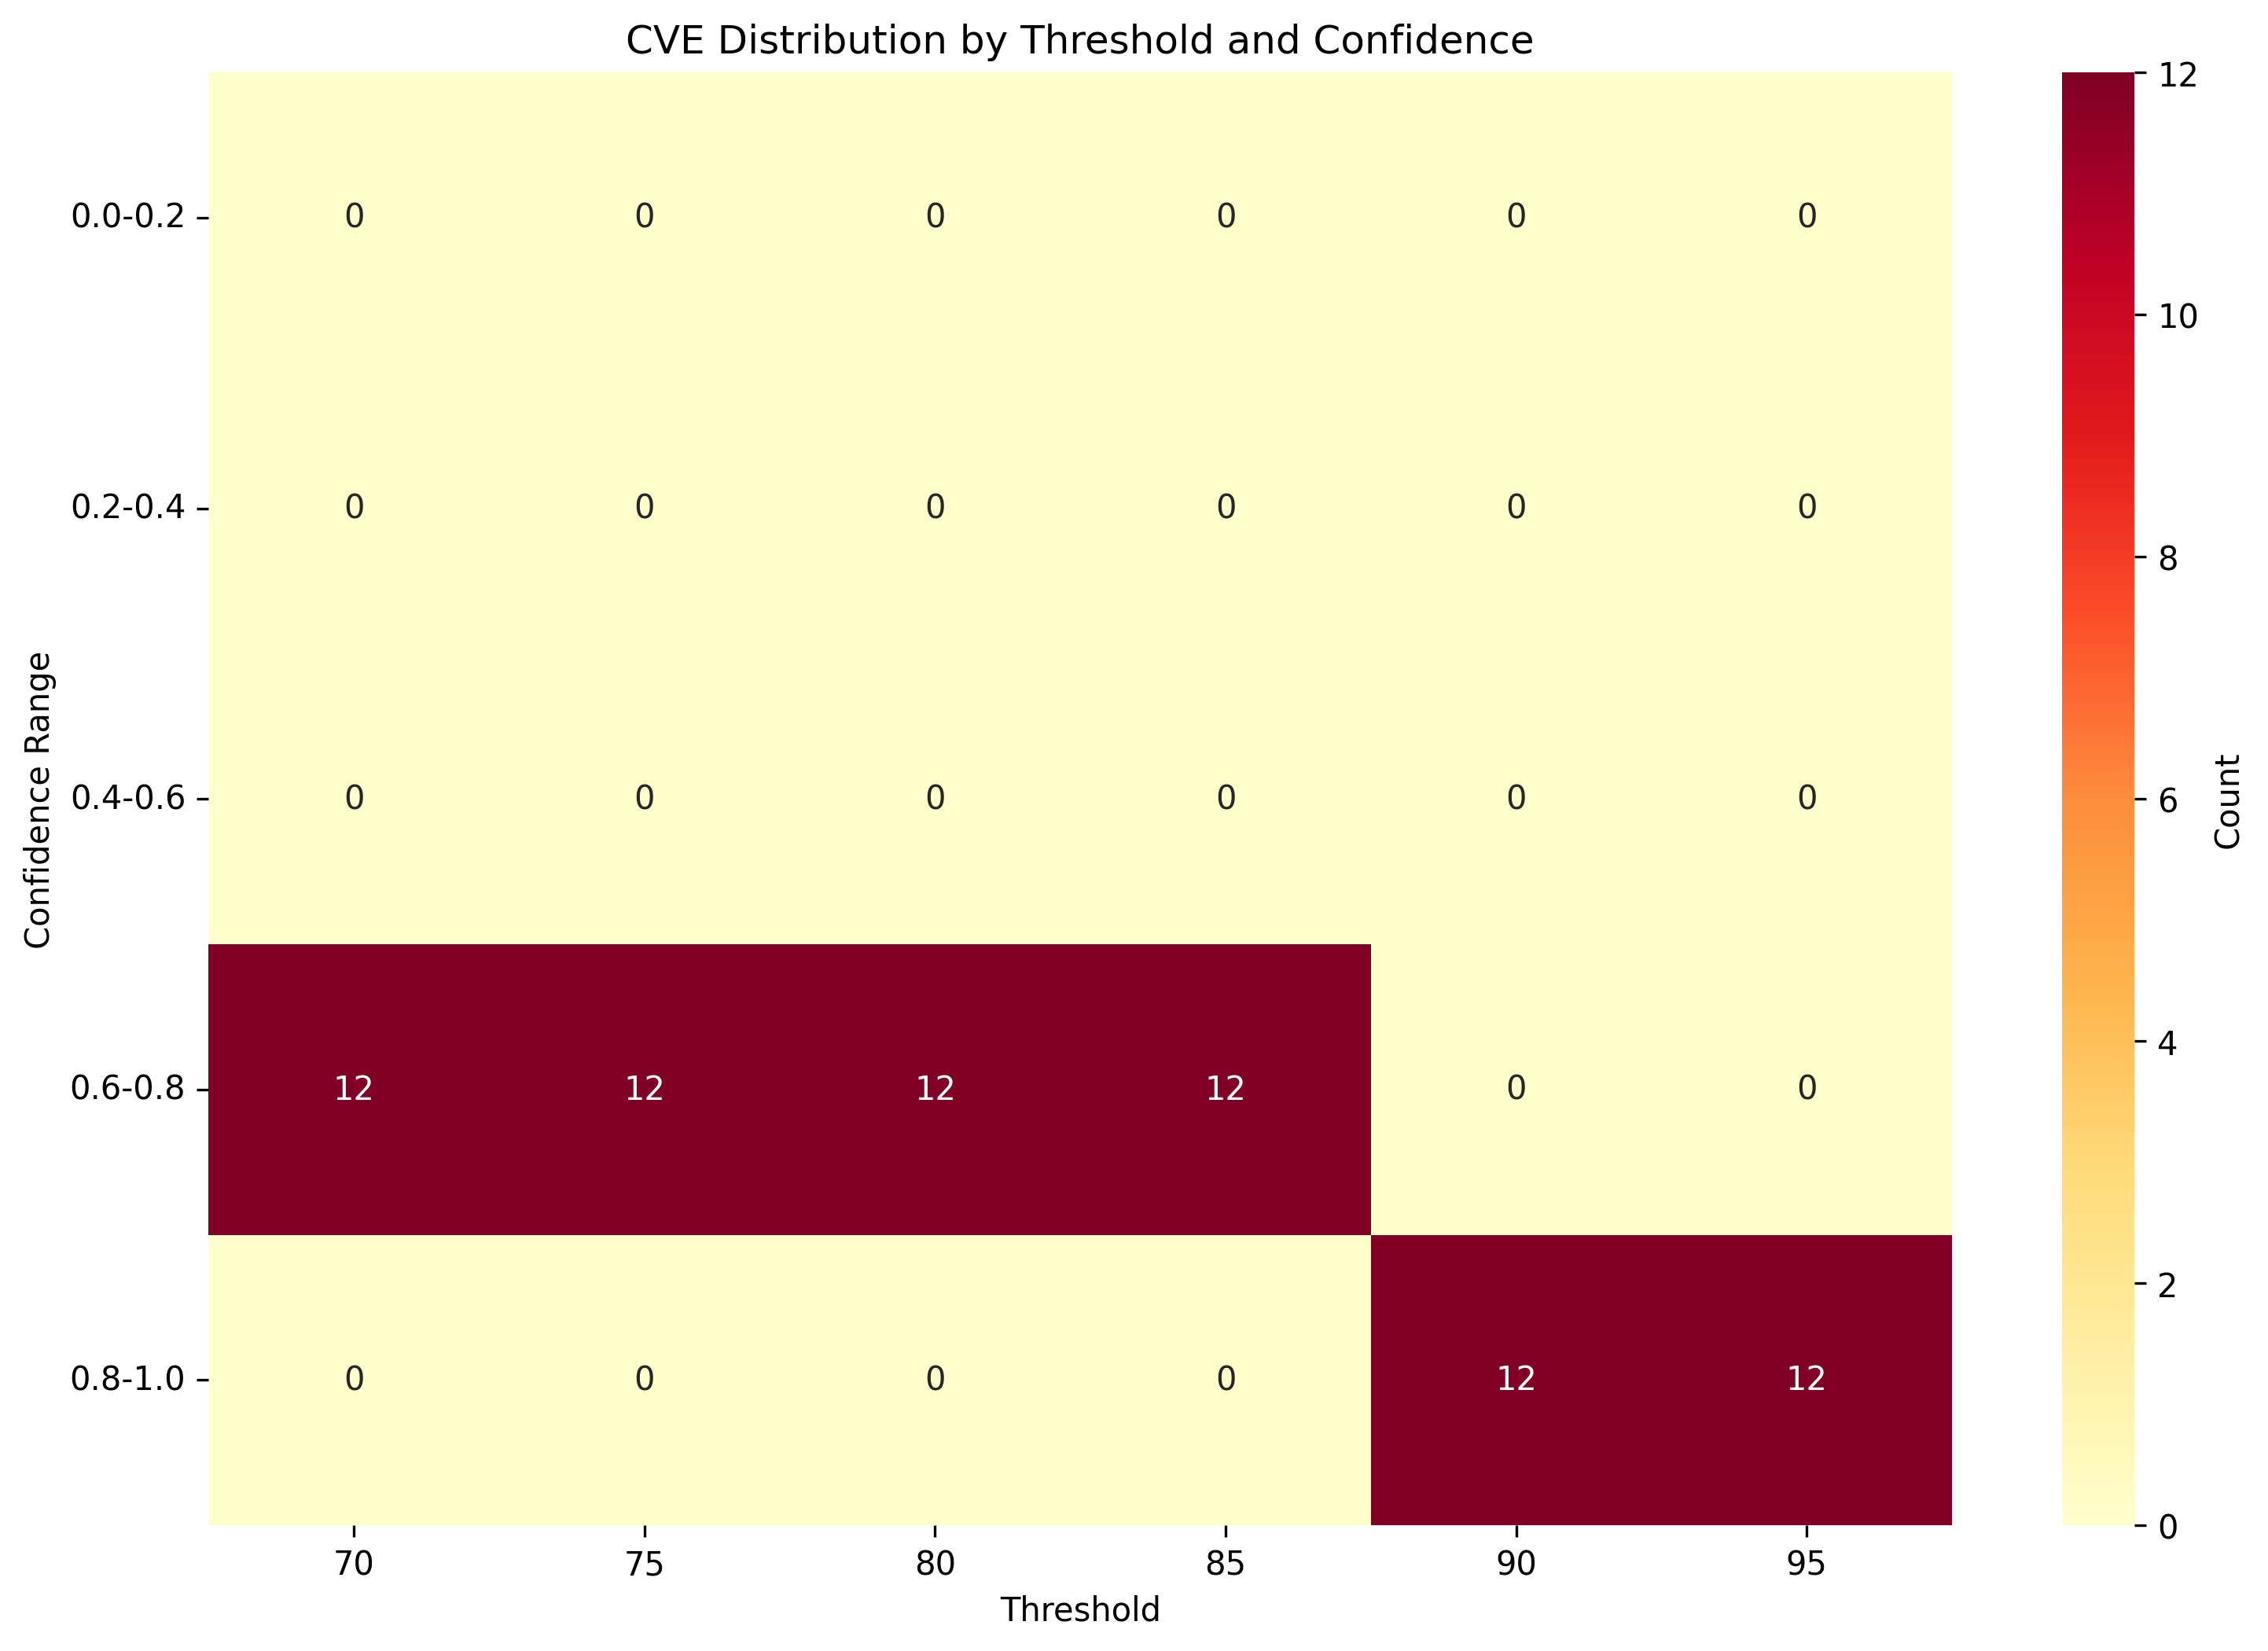 CVE Distribution by Threshold and Confidence
Confidence Range
0.0-0.2 0 0 0 0 0 0
0.2-0.4 0 0 0 0 0 0
0.4-0.6 0 0 0 0 0 0
0.6-0.8 12 12 12 12 0 0
0.8-1.0 0 0 0 0 12 12
70 75 80 85 90 95
Threshold
12
10
8
6
4
2
0
Count